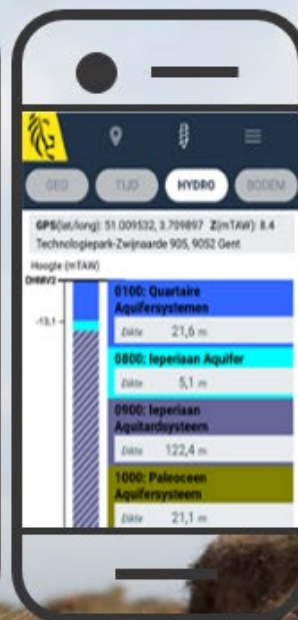 GEO TIJD HYDRO BODEM
GPS(lat/long): 51.009532, 3.709897 Z(mTAW): 8.4
Technologiepark-Zwijnaarde 905, 9052 Gent
Hoogte (mTAW)
DHMV2
-13,1
0100: Quartaire
Aquifersystemen
Dikte 21,6 m
0800: Ieperiaan Aquifer
Dikte 5,1 m
0900: Ieperiaan
Aquitardsysteem
Dikte 122,4 m
1000: Paleoceen
Aquifersysteem
Dikte 21,1 m